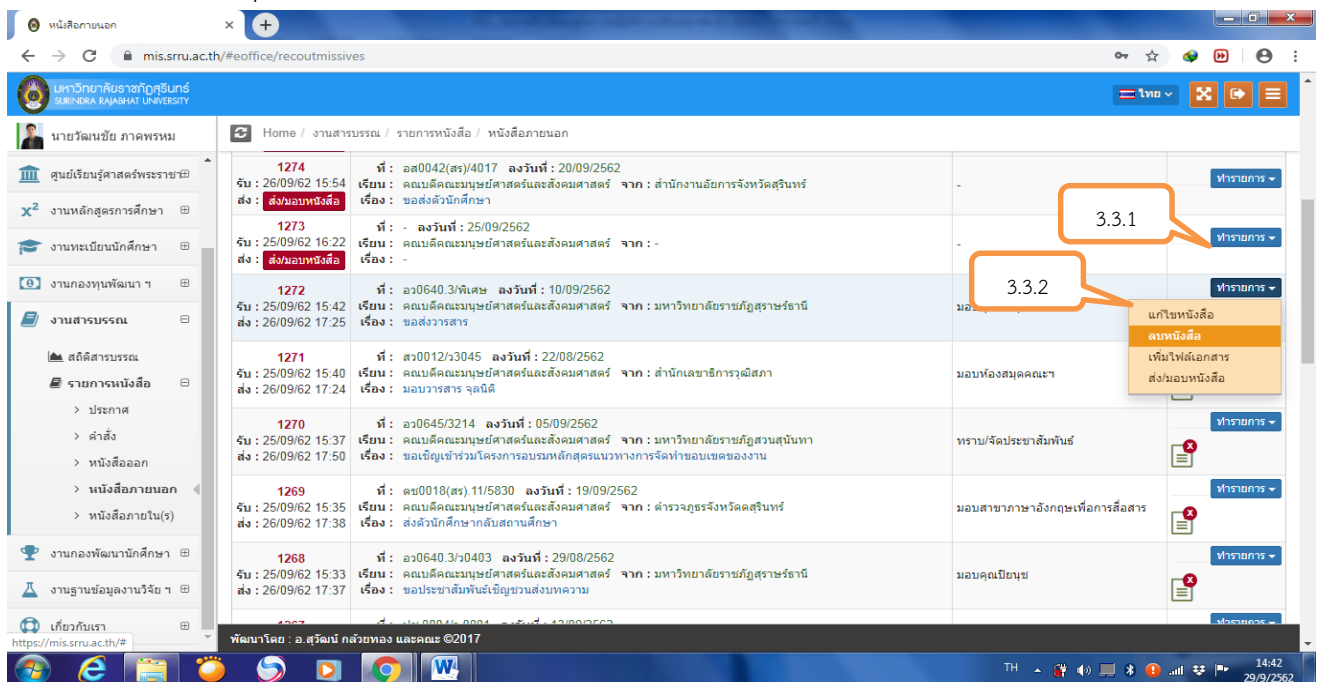 หนังสือภายนอก
mis.srru.ac.th/#eoffice/recoutmissives
มหาวิทยาลัยราชภัฏสุรินทร์
SURINDRA RAJABHAT UNIVERSITY
ไทย
นายวัฒนชัย ภาคพรหม
Home / งานสารบรรณ / รายการหนังสือ / หนังสือภายนอก
ศูนย์เรียนรู้ศาสตร์พระราชา
งานหลักสูตรการศึกษา
งานทะเบียนนักศึกษา
งานกองทุนพัฒนา ฯ
งานสารบรรณ
สถิติสารบรรณ
รายการหนังสือ
> ประกาศ
> คำสั่ง
> หนังสือออก
> หนังสือภายนอก
> หนังสือภายใน(ร)
งานกองพัฒนานักศึกษา
งานฐานข้อมูลงานวิจัย ฯ
เกี่ยวกับเรา
https://mis.srru.ac.th/#
1274 ที่ : อส0042(สร)/4017 ลงวันที่ : 20/09/2562
รับ : 26/09/62 15:54 เรียน : คณบดีคณะมนุษย์ศาสตร์และสังคมศาสตร์ จาก : สำนักงานอัยการจังหวัดสุรินทร์ - ทำรายการ
ส่ง : ส่ง/มอบหนังสือ เรื่อง : ขอส่งตัวนักศึกษา
3.3.1
1273 ที่ : - ลงวันที่ : 25/09/2562
รับ : 25/09/62 16:22 เรียน : คณบดีคณะมนุษย์ศาสตร์และสังคมศาสตร์ จาก : - - ทำรายการ
ส่ง : ส่ง/มอบหนังสือ เรื่อง : -
3.3.2
1272 ที่ : อว0640.3/พิเศษ ลงวันที่ : 10/09/2562 ทำรายการ
รับ : 25/09/62 15:42 เรียน : คณบดีคณะมนุษย์ศาสตร์และสังคมศาสตร์ จาก : มหาวิทยาลัยราชภัฏสุราษร์ธานี
ส่ง : 26/09/62 17:25 เรื่อง : ขอส่งวารสาร
แก้ไขหนังสือ
ลบหนังสือ
เพิ่มไฟล์เอกสาร
ส่ง/มอบหนังสือ
1271 ที่ : สว0012/ว3045 ลงวันที่ : 22/08/2562
รับ : 25/09/62 15:40 เรียน : คณบดีคณะมนุษย์ศาสตร์และสังคมศาสตร์ จาก : สำนักเลขาธิการวุฒิสภา มอบห้องสมุดคณะฯ
ส่ง : 26/09/62 17:24 เรื่อง : มอบวารสาร จุลนิติ
1270 ที่ : อว0645/3214 ลงวันที่ : 05/09/2562 ทำรายการ
รับ : 25/09/62 15:37 เรียน : คณบดีคณะมนุษย์ศาสตร์และสังคมศาสตร์ จาก : มหาวิทยาลัยราชภัฏสวนสุนันทา ทราบ/จัดประชาสัมพันธ์
ส่ง : 26/09/62 17:50 เรื่อง : ขอเชิญเข้าร่วมโครงการอบรมหลักสูตรแนวทางการจัดทำขอบเขตของงาน
1269 ที่ : ตช0018(สร).11/5830 ลงวันที่ : 19/09/2562 ทำรายการ
รับ : 25/09/62 15:35 เรียน : คณบดีคณะมนุษย์ศาสตร์และสังคมศาสตร์ จาก : ตำรวจภูธรจังหวัดดสุรินทร์ มอบสาขาภาษาอังกฤษเพื่อการสื่อสาร
ส่ง : 26/09/62 17:38 เรื่อง : ส่งตัวนักศึกษากลับสถานศึกษา
1268 ที่ : อว0640.3/ว0403 ลงวันที่ : 29/08/2562 ทำรายการ
รับ : 25/09/62 15:33 เรียน : คณบดีคณะมนุษย์ศาสตร์และสังคมศาสตร์ จาก : มหาวิทยาลัยราชภัฏสุราษร์ธานี มอบคุณปิยนุช
ส่ง : 26/09/62 17:37 เรื่อง : ขอประชาสัมพันธ์เชิญชวนส่งบทความ
พัฒนาโดย : อ.สุวัฒน์ กล้วยทอง และคณะ ©2017
TH 14:42
29/9/2562